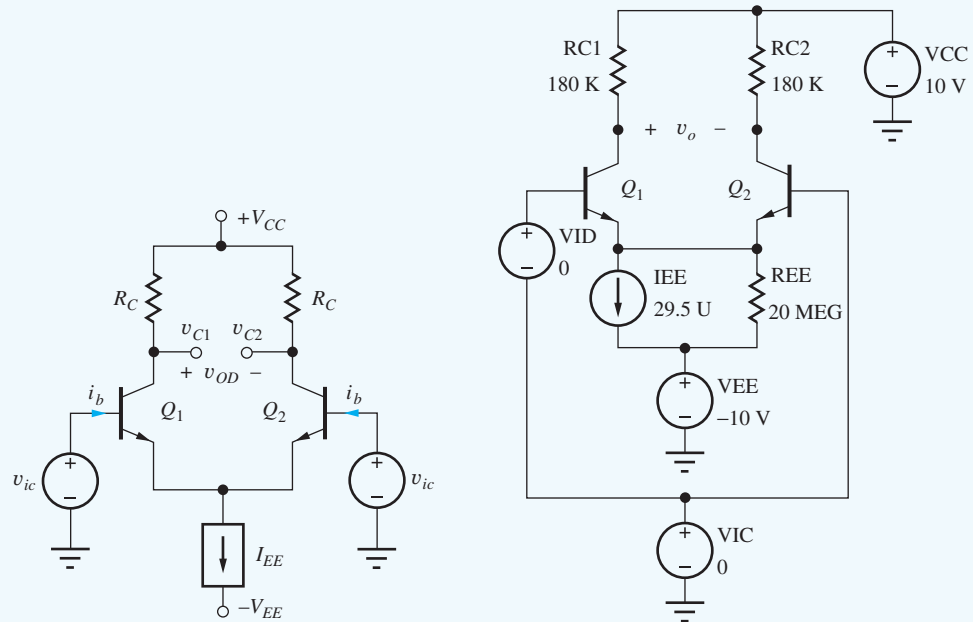 +V_CC
R_C
R_C
v_C1
v_C2
+ v_OD −
i_b
i_b
Q_1
Q_2
+
−
v_ic
+
−
v_ic
I_EE
−V_EE
RC1
180 K
RC2
180 K
+
−
VCC
10 V
+ v_o −
Q_1
Q_2
+
−
VID
0
IEE
29.5 U
REE
20 MEG
+
−
VEE
−10 V
+
−
VIC
0